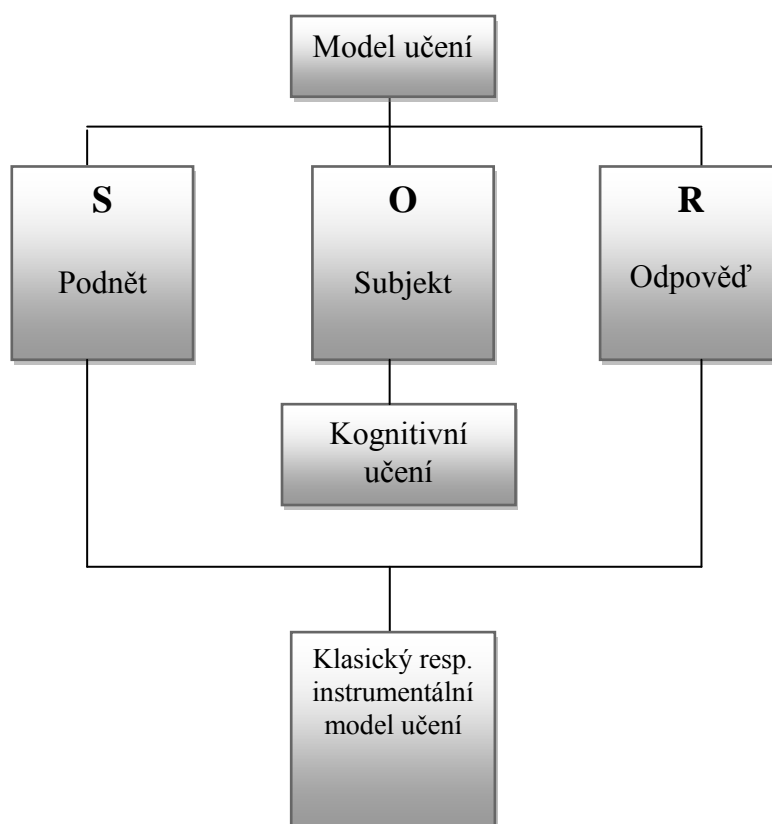 Model učení
S
Podnět
O
Subjekt
R
Odpověď
Kognitivní
učení
Klasický resp.
instrumentální
model učení